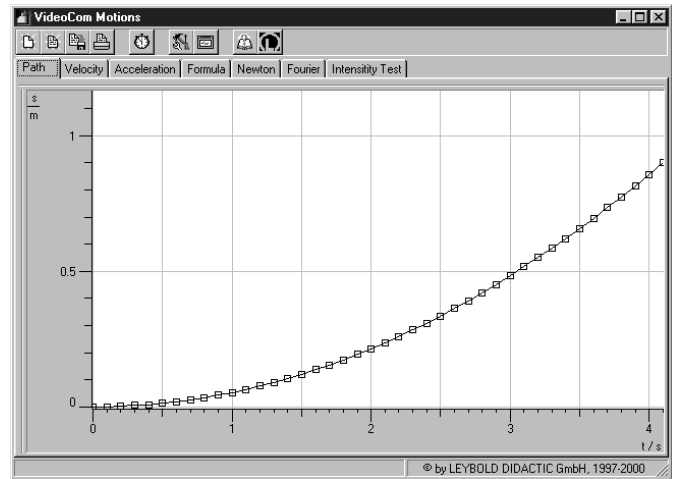 VideoCom Motions
Path Velocity Acceleration Formula Newton Fourier Intensitity Test
s
m
1
0.5
0
0 1 2 3 4
t / s
© by LEYBOLD DIDACTIC GmbH, 1997-2000